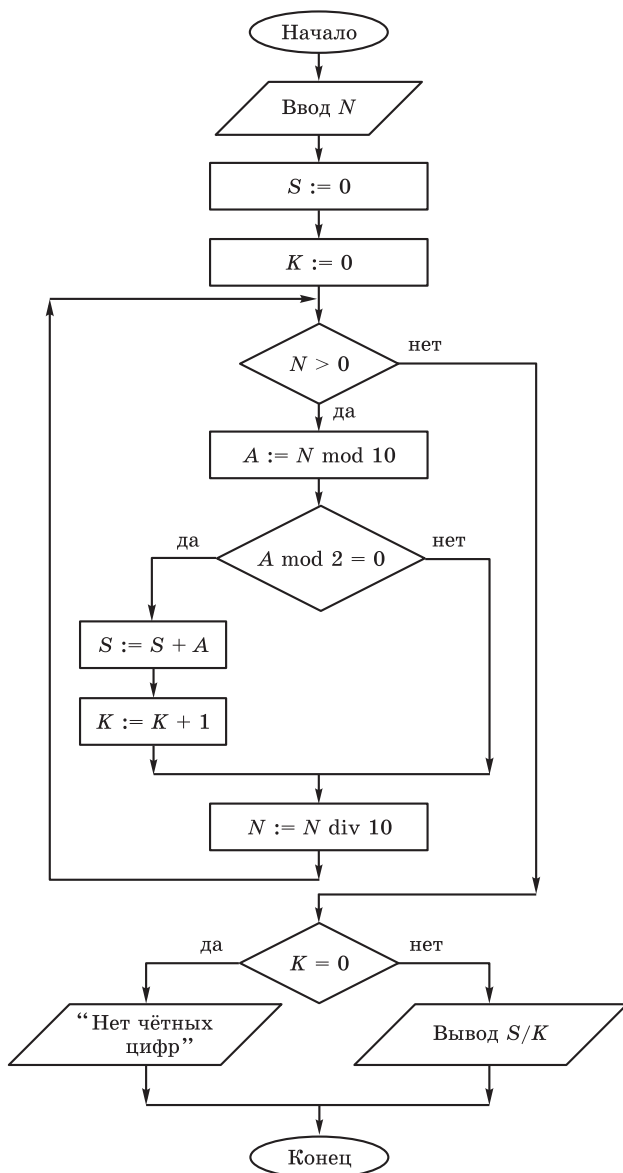 Начало
Ввод N
S := 0
K := 0
N > 0
нет
да
A := N mod 10
да
A mod 2 = 0
нет
S := S + A
K := K + 1
N := N div 10
да
K = 0
нет
“Нет чётных
цифр”
Вывод S/K
Конец